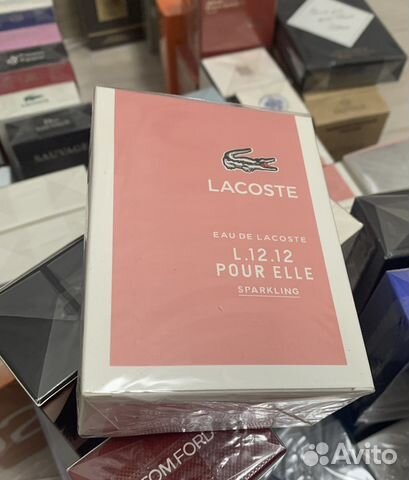 LACOSTE
EAU DE LACOSTE
L.12.12
POUR ELLE
SPARKLING
SAUVAGE
TOM FORD
Avito